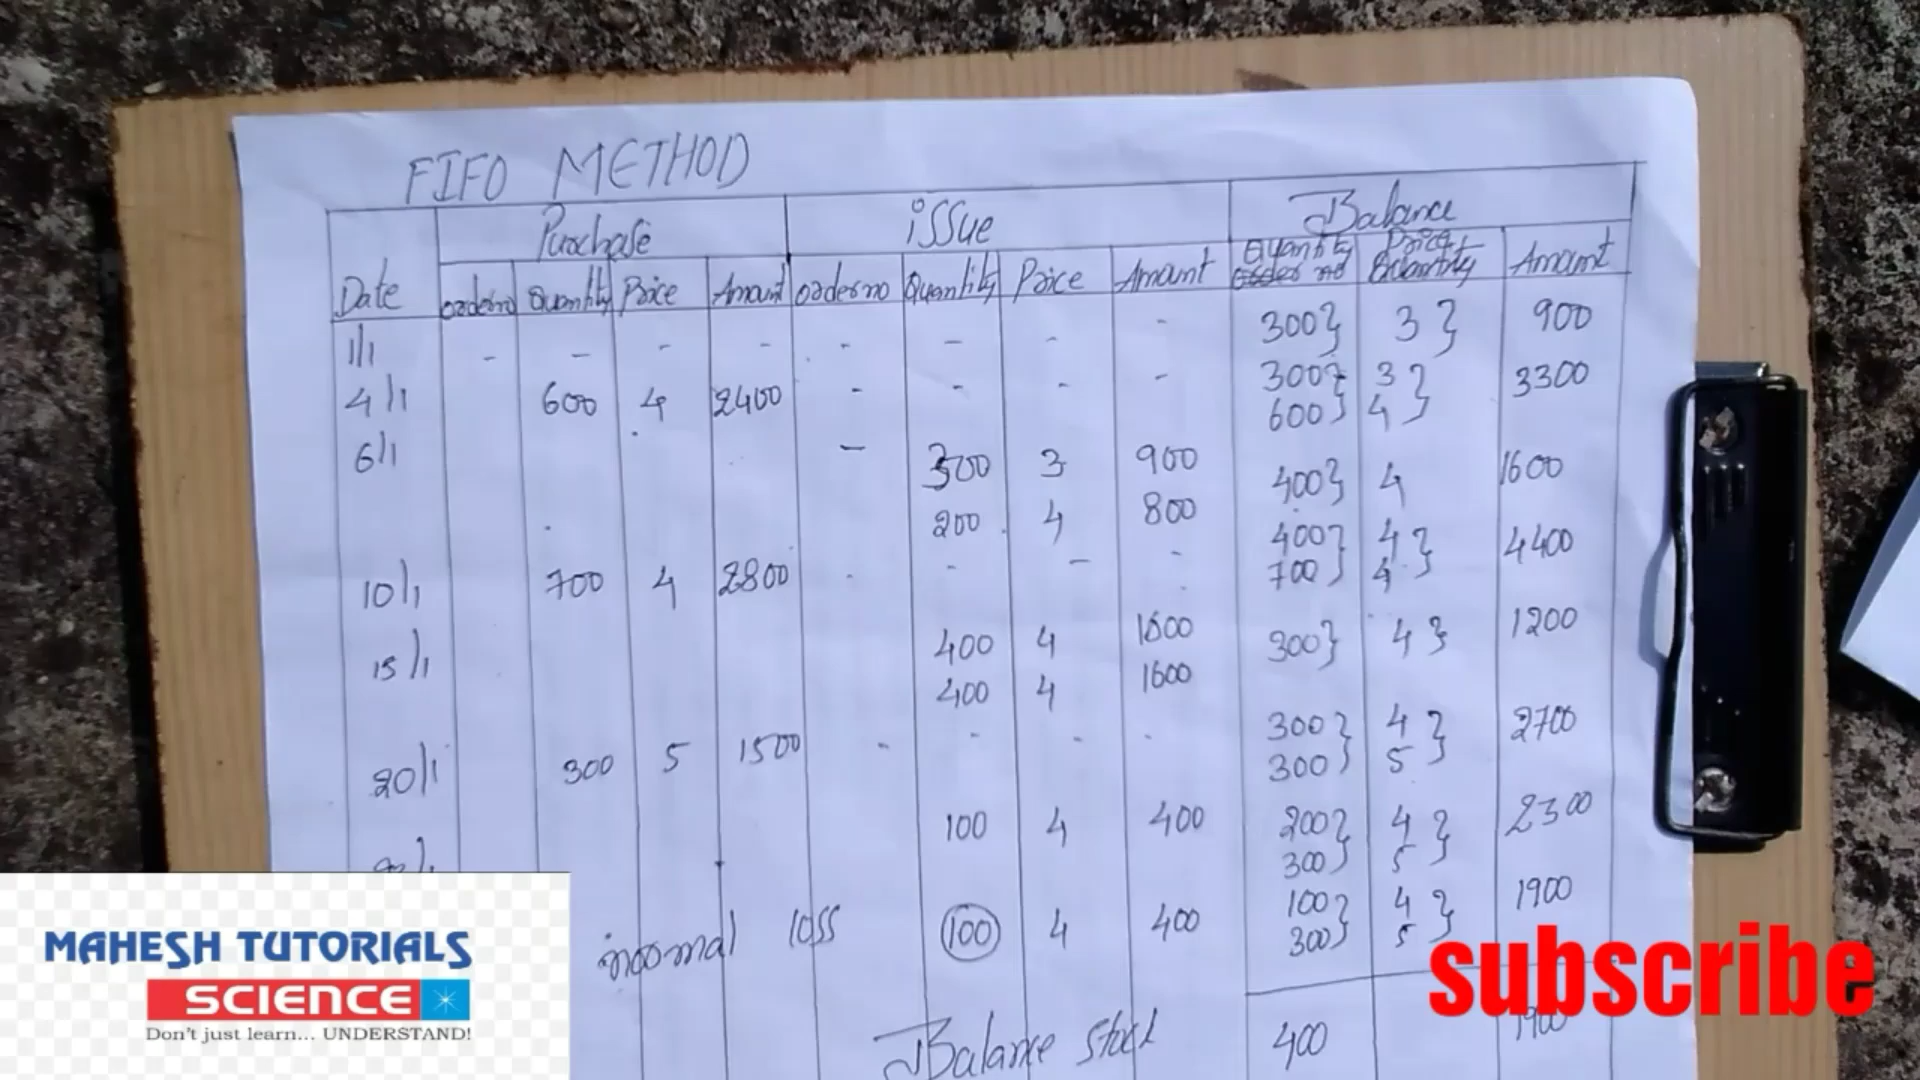 FIFO METHOD
Date Purchase issue Balance
orderno Quantity Price Amount orderno Quantity Price Amount Quantity Price Amount
1/1 - - - - - - - - 300} 3} 900
4/1 600 4 2400 - - - - 300} 3} 3300
600} 4}
6/1 - 300 3 900 400} 4 1600
200 4 800
10/1 700 4 2800 - - - - 400} 4} 4400
700} 4}
15/1 400 4 1600 300} 4} 1200
400 4 1600
20/1 300 5 1500 - - - - 300} 4} 2700
300} 5}
100 4 400 200} 4} 2300
300} 5}
normal loss 100 4 400 100} 4} 1900
300} 5}
Balance stock 400 1900
MAHESH TUTORIALS
SCIENCE
Don't just learn... UNDERSTAND!
subscribe